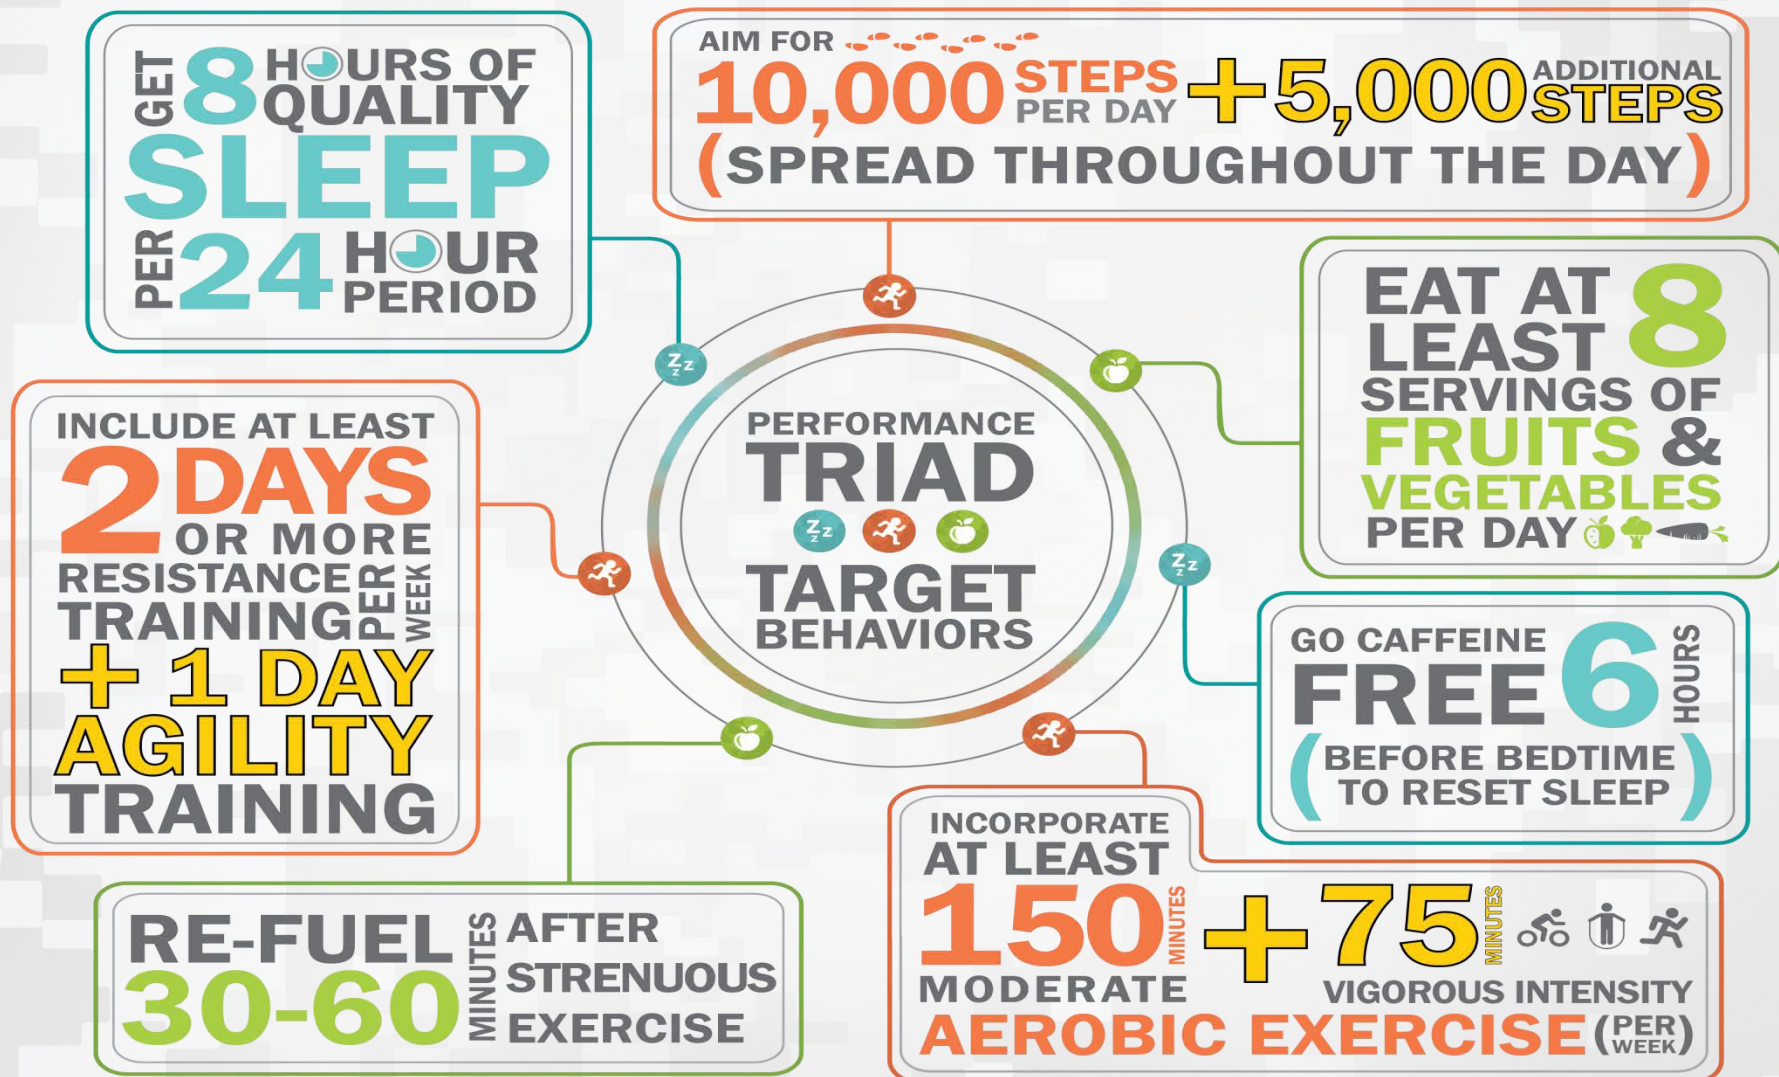 GET 8 HOURS OF
QUALITY
SLEEP
PER 24 HOUR
PERIOD
AIM FOR
10,000 STEPS PER DAY + 5,000 ADDITIONAL STEPS
(SPREAD THROUGHOUT THE DAY)
EAT AT
LEAST 8
SERVINGS OF
FRUITS &
VEGETABLES
PER DAY
INCLUDE AT LEAST
2 DAYS
OR MORE
RESISTANCE
TRAINING PER WEEK
+ 1 DAY
AGILITY
TRAINING
PERFORMANCE
TRIAD
Zzz
TARGET
BEHAVIORS
Zzz
Zzz
GO CAFFEINE
FREE 6 HOURS
(BEFORE BEDTIME
TO RESET SLEEP)
RE-FUEL
30-60 MINUTES
AFTER
STRENUOUS
EXERCISE
INCORPORATE
AT LEAST
150 MINUTES + 75 MINUTES
MODERATE VIGOROUS INTENSITY
AEROBIC EXERCISE (PER WEEK)